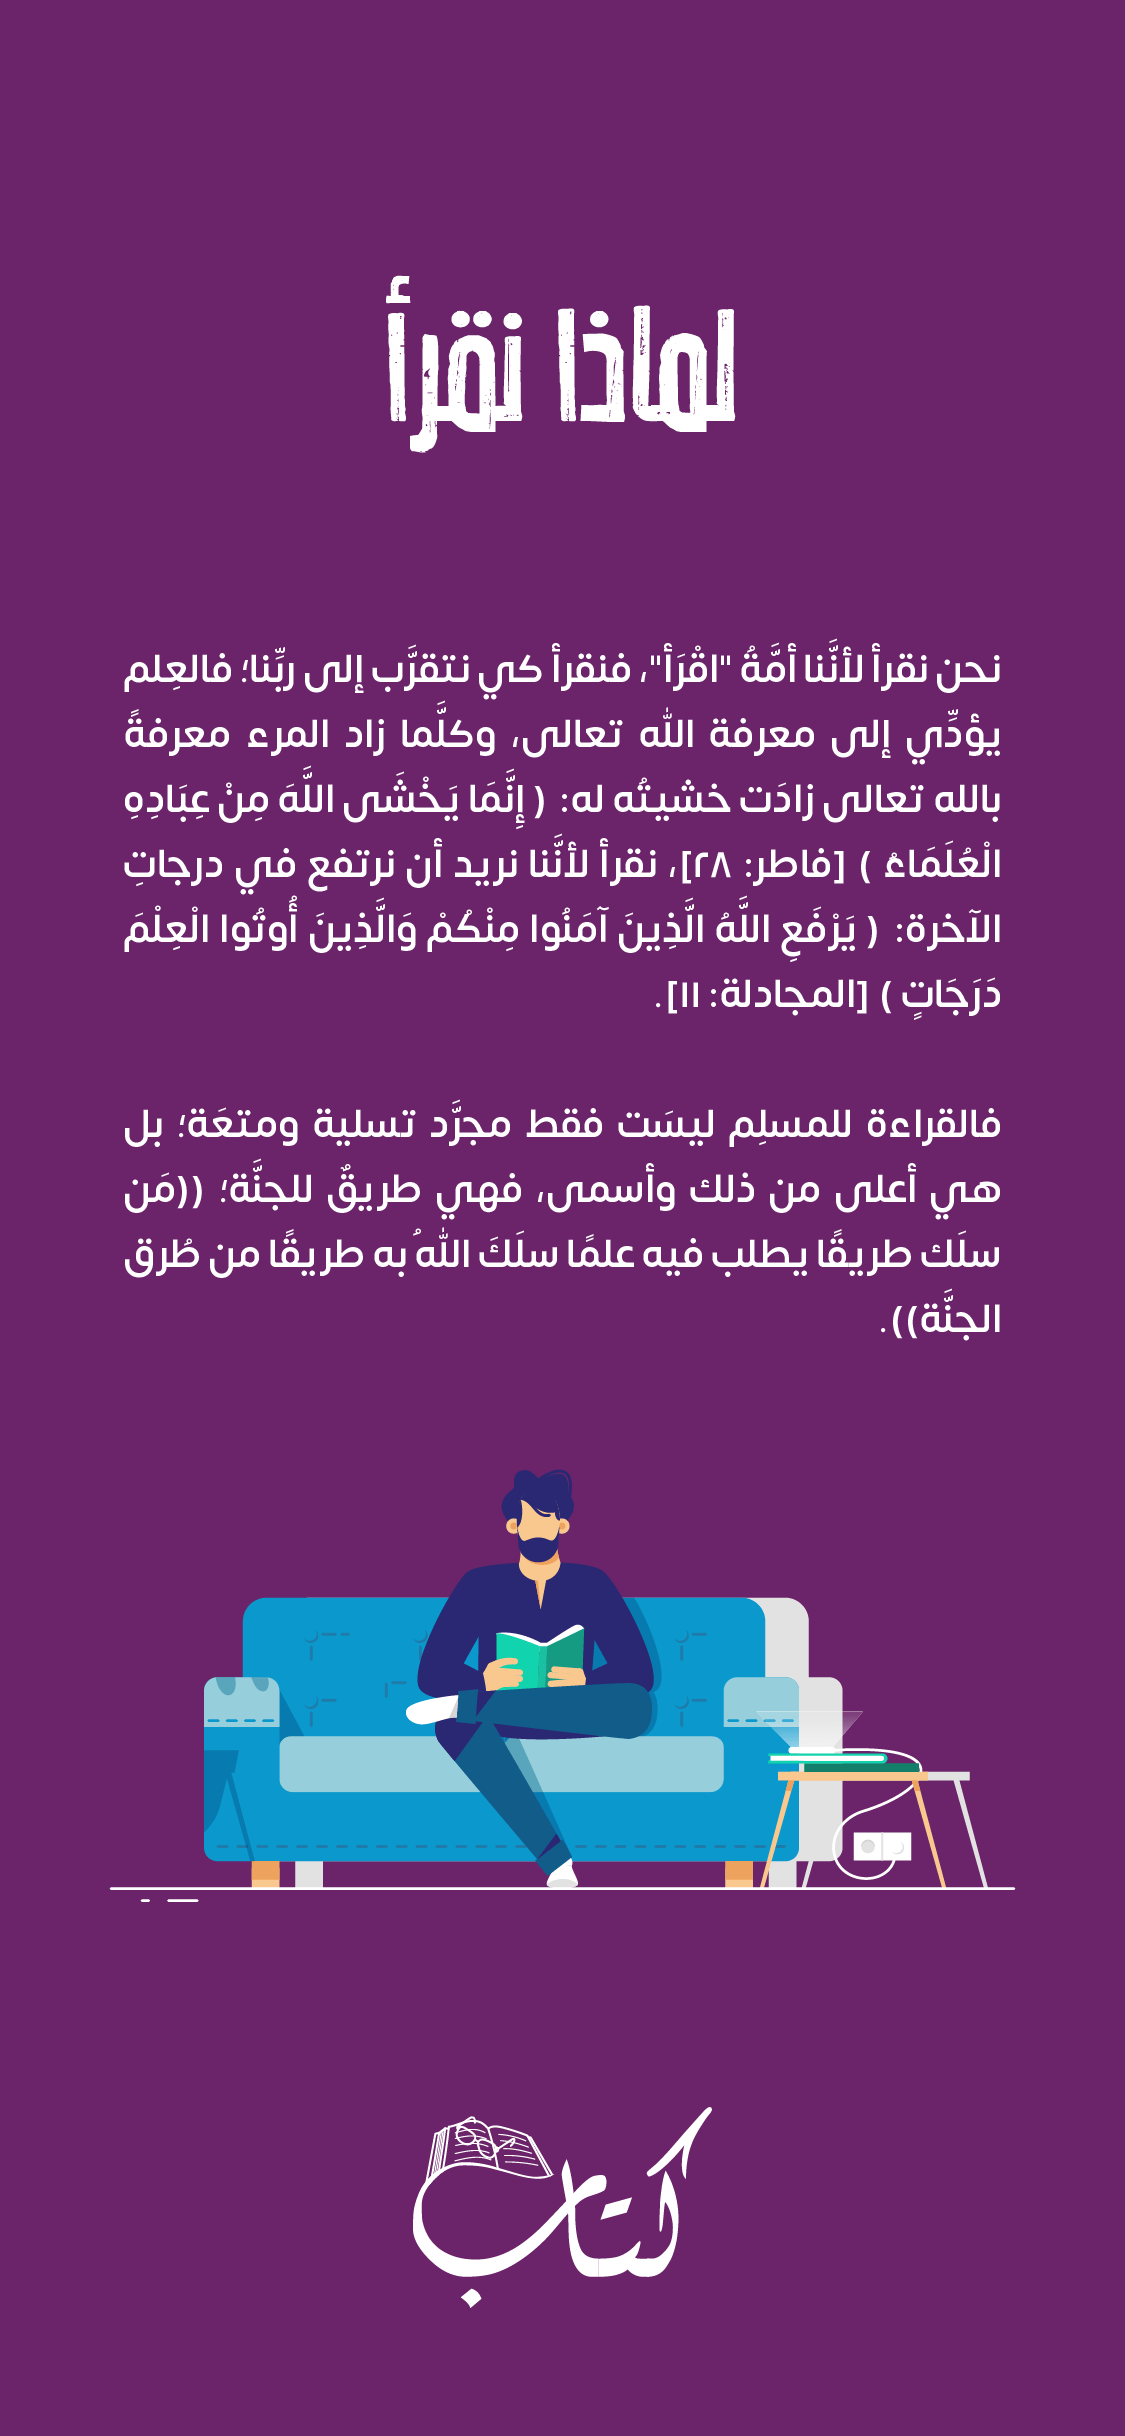 لماذا نقرأ
نحن نقرأ لأنَّنا أمَّةُ "اقْرَأ"، فنقرأ كي نتقرَّب إلى ربِّنا؛ فالعِلم
يؤدِّي إلى معرفة الله تعالى، وكلَّما زاد المرء معرفةً
بالله تعالى زادَت خشيتُه له: ( إِنَّمَا يَخْشَى اللَّهَ مِنْ عِبَادِهِ
الْعُلَمَاءُ ) [فاطر: ٢٨]، نقرأ لأنَّنا نريد أن نرتفع في درجاتِ
الآخرة: ( يَرْفَعِ اللَّهُ الَّذِينَ آمَنُوا مِنْكُمْ وَالَّذِينَ أُوتُوا الْعِلْمَ
دَرَجَاتٍ ) [المجادلة: ١١].
فالقراءة للمسلِم ليسَت فقط مجرَّد تسلية ومتعَة؛ بل
هي أعلى من ذلك وأسمى، فهي طريقٌ للجنَّة؛ ((مَن
سلَك طريقًا يطلب فيه علمًا سلَكَ اللهُ به طريقًا من طُرق
الجنَّة)).
كتاب